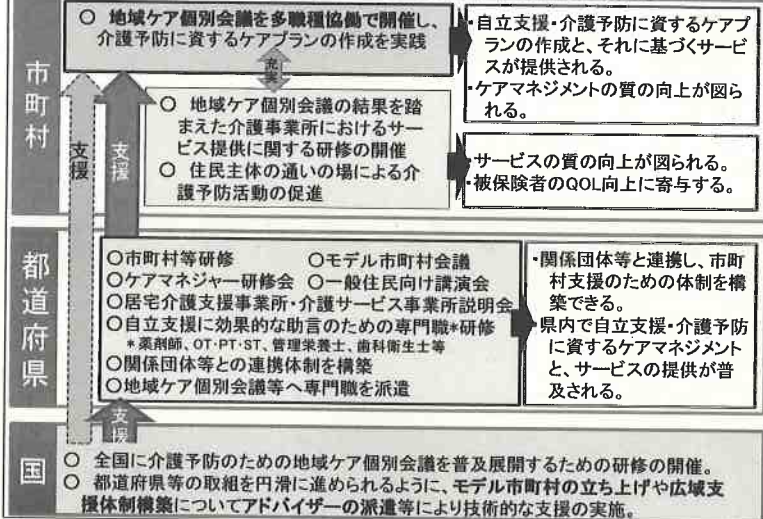 市町村
○ 地域ケア個別会議を多職種協働で開催し、
介護予防に資するケアプランの作成を実践
・自立支援・介護予防に資するケアプ
ランの作成と、それに基づくサービ
スが提供される。
・ケアマネジメントの質の向上が図ら
れる。
充実
○ 地域ケア個別会議の結果を踏
まえた介護事業所におけるサー
ビス提供に関する研修の開催
○ 住民主体の通いの場による介
護予防活動の促進
・サービスの質の向上が図られる。
・被保険者のQOL向上に寄与する。
支援
支援
都道府県
○市町村等研修 ○モデル市町村会議
○ケアマネジャー研修会 ○一般住民向け講演会
○居宅介護支援事業所・介護サービス事業所説明会
○自立支援に効果的な助言のための専門職*研修
*薬剤師、OT・PT・ST、管理栄養士、歯科衛生士等
○関係団体等との連携体制を構築
○地域ケア個別会議等へ専門職を派遣
・関係団体等と連携し、市町
村支援のための体制を構
築できる。
・県内で自立支援・介護予防
に資するケアマネジメント
と、サービスの提供が普
及される。
支援
国
○ 全国に介護予防のための地域ケア個別会議を普及展開するための研修の開催。
○ 都道府県等の取組を円滑に進められるように、モデル市町村の立ち上げや広域支
援体制構築についてアドバイザーの派遣等により技術的な支援の実施。